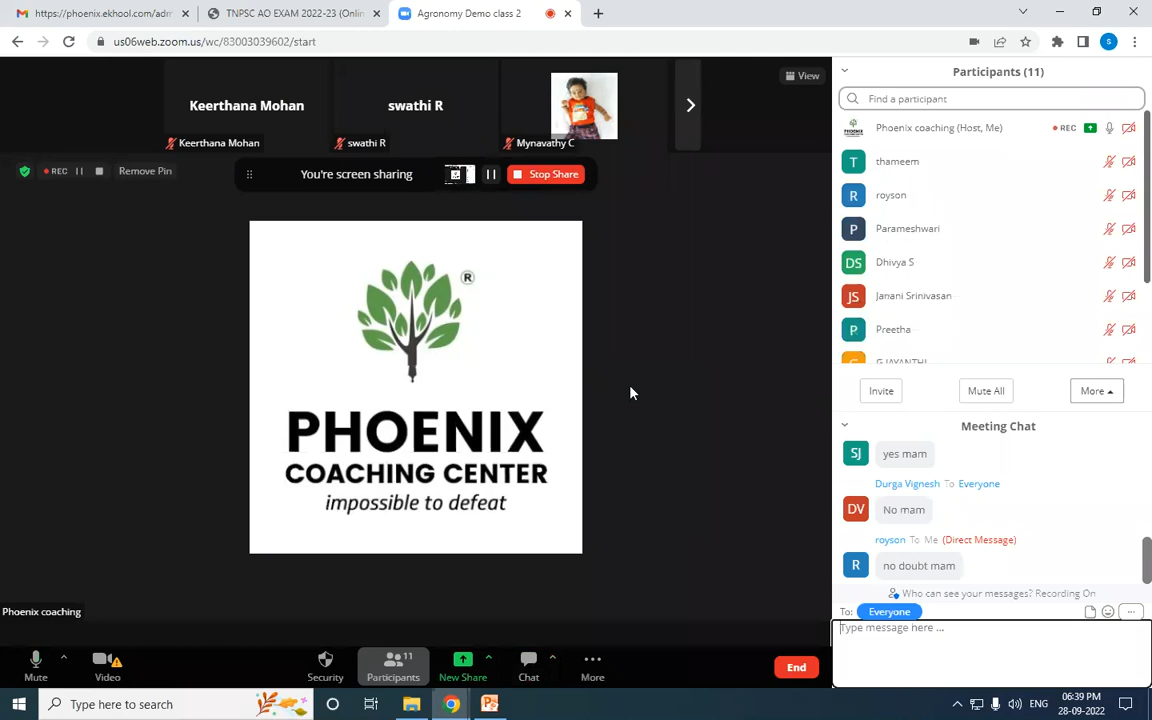 https://phoenix.ekhool.com/adm
TNPSC AO EXAM 2022-23 (Onlin
Agronomy Demo class 2
us06web.zoom.us/wc/83003039602/start
S
Keerthana Mohan
swathi R
Keerthana Mohan
swathi R
Mynavathy C
View
REC
Remove Pin
You're screen sharing
Stop Share
R
PHOENIX
COACHING CENTER
impossible to defeat
Phoenix coaching
Mute
Video
Security
11
Participants
New Share
Chat
More
End
Participants (11)
Find a participant
Phoenix coaching (Host, Me)
REC
T
thameem
R
royson
P
Parameshwari
DS
Dhivya S
JS
Janani Srinivasan
P
Preetha
G JAYANTHI
Invite
Mute All
More
Meeting Chat
SJ
yes mam
Durga Vignesh To Everyone
DV
No mam
royson To Me (Direct Message)
R
no doubt mam
Who can see your messages? Recording On
To: Everyone
Type message here ...
Type here to search
ENG
06:39 PM
28-09-2022